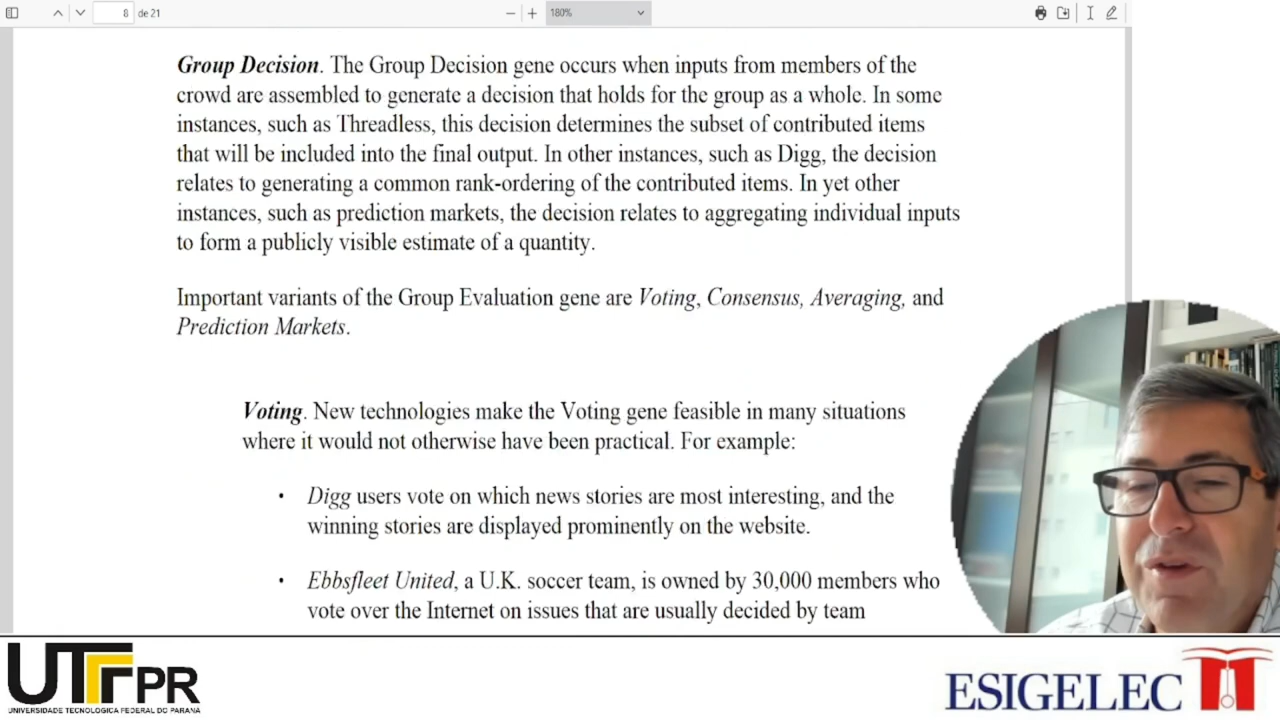 8 de 21
180%
Group Decision. The Group Decision gene occurs when inputs from members of the
crowd are assembled to generate a decision that holds for the group as a whole. In some
instances, such as Threadless, this decision determines the subset of contributed items
that will be included into the final output. In other instances, such as Digg, the decision
relates to generating a common rank-ordering of the contributed items. In yet other
instances, such as prediction markets, the decision relates to aggregating individual inputs
to form a publicly visible estimate of a quantity.
Important variants of the Group Evaluation gene are Voting, Consensus, Averaging, and
Prediction Markets.
Voting. New technologies make the Voting gene feasible in many situations
where it would not otherwise have been practical. For example:
• Digg users vote on which news stories are most interesting, and the
winning stories are displayed prominently on the website.
• Ebbsfleet United, a U.K. soccer team, is owned by 30,000 members who
vote over the Internet on issues that are usually decided by team
UTFPR
UNIVERSIDADE TECNOLÓGICA FEDERAL DO PARANÁ
ESIGELEC